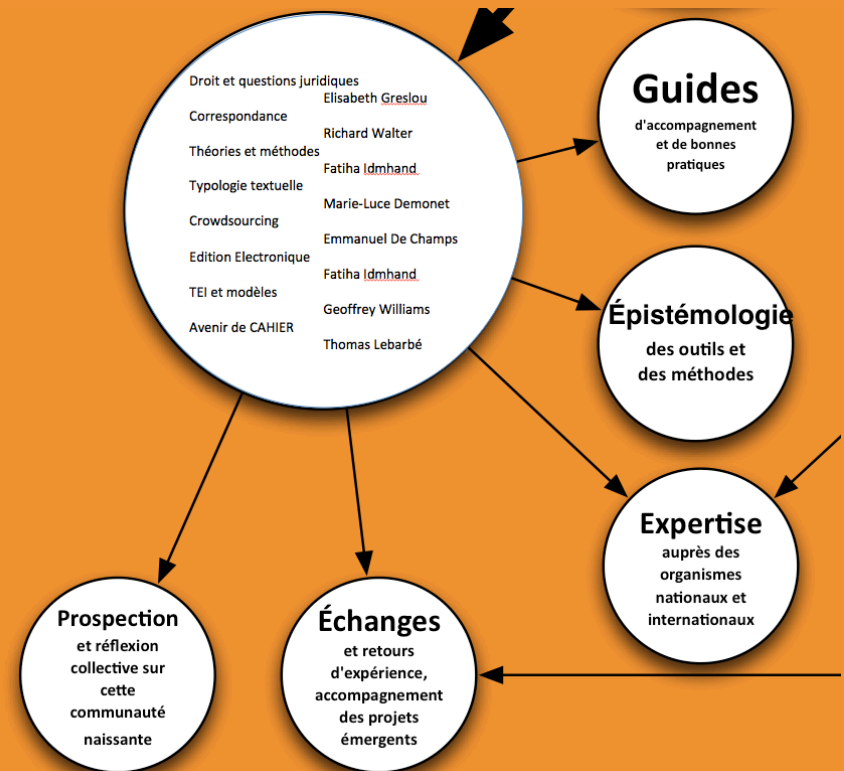 Droit et questions juridiques
Elisabeth Greslou
Correspondance
Richard Walter
Théories et méthodes
Fatiha Idmhand
Typologie textuelle
Marie-Luce Demonet
Crowdsourcing
Emmanuel De Champs
Edition Electronique
Fatiha Idmhand
TEI et modèles
Geoffrey Williams
Avenir de CAHIER
Thomas Lebarbé
Guides
d'accompagnement
et de bonnes
pratiques
Épistémologie
des outils et
des méthodes
Expertise
auprès des
organismes
nationaux et
internationaux
Prospection
et réflexion
collective sur
cette
communauté
naissante
Échanges
et retours
d'expérience,
accompagnement
des projets
émergents